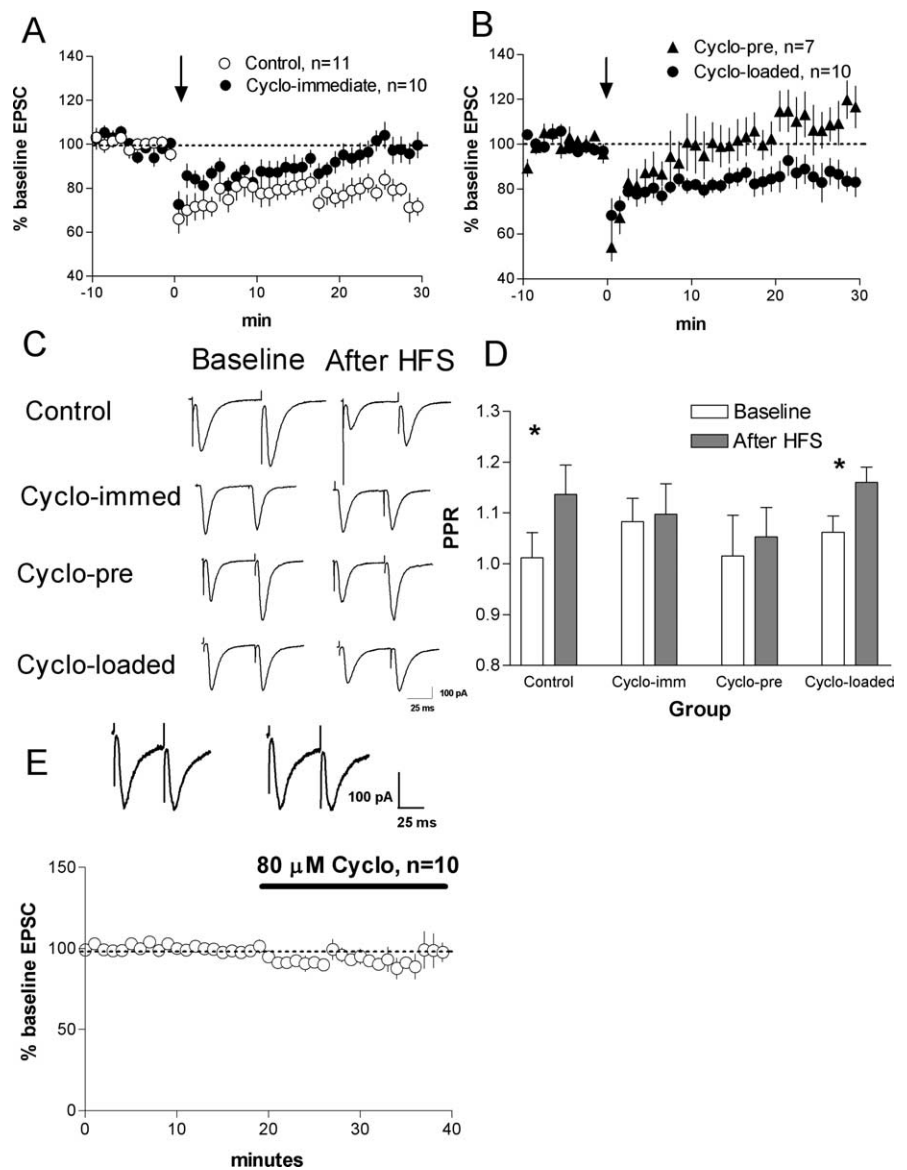 A
Control, n=11
Cyclo-immediate, n=10
% baseline EPSC
140
120
100
80
60
40
-10
0
10
20
30
min
B
Cyclo-pre, n=7
Cyclo-loaded, n=10
% baseline EPSC
140
120
100
80
60
40
-10
0
10
20
30
min
C
Baseline
After HFS
Control
Cyclo-immed
Cyclo-pre
Cyclo-loaded
100 pA
25 ms
D
Baseline
After HFS
*
*
PPR
1.3
1.2
1.1
1.0
0.9
0.8
Control
Cyclo-imm
Cyclo-pre
Cyclo-loaded
Group
E
100 pA
25 ms
80 µM Cyclo, n=10
% baseline EPSC
150
100
50
0
0
10
20
30
40
minutes